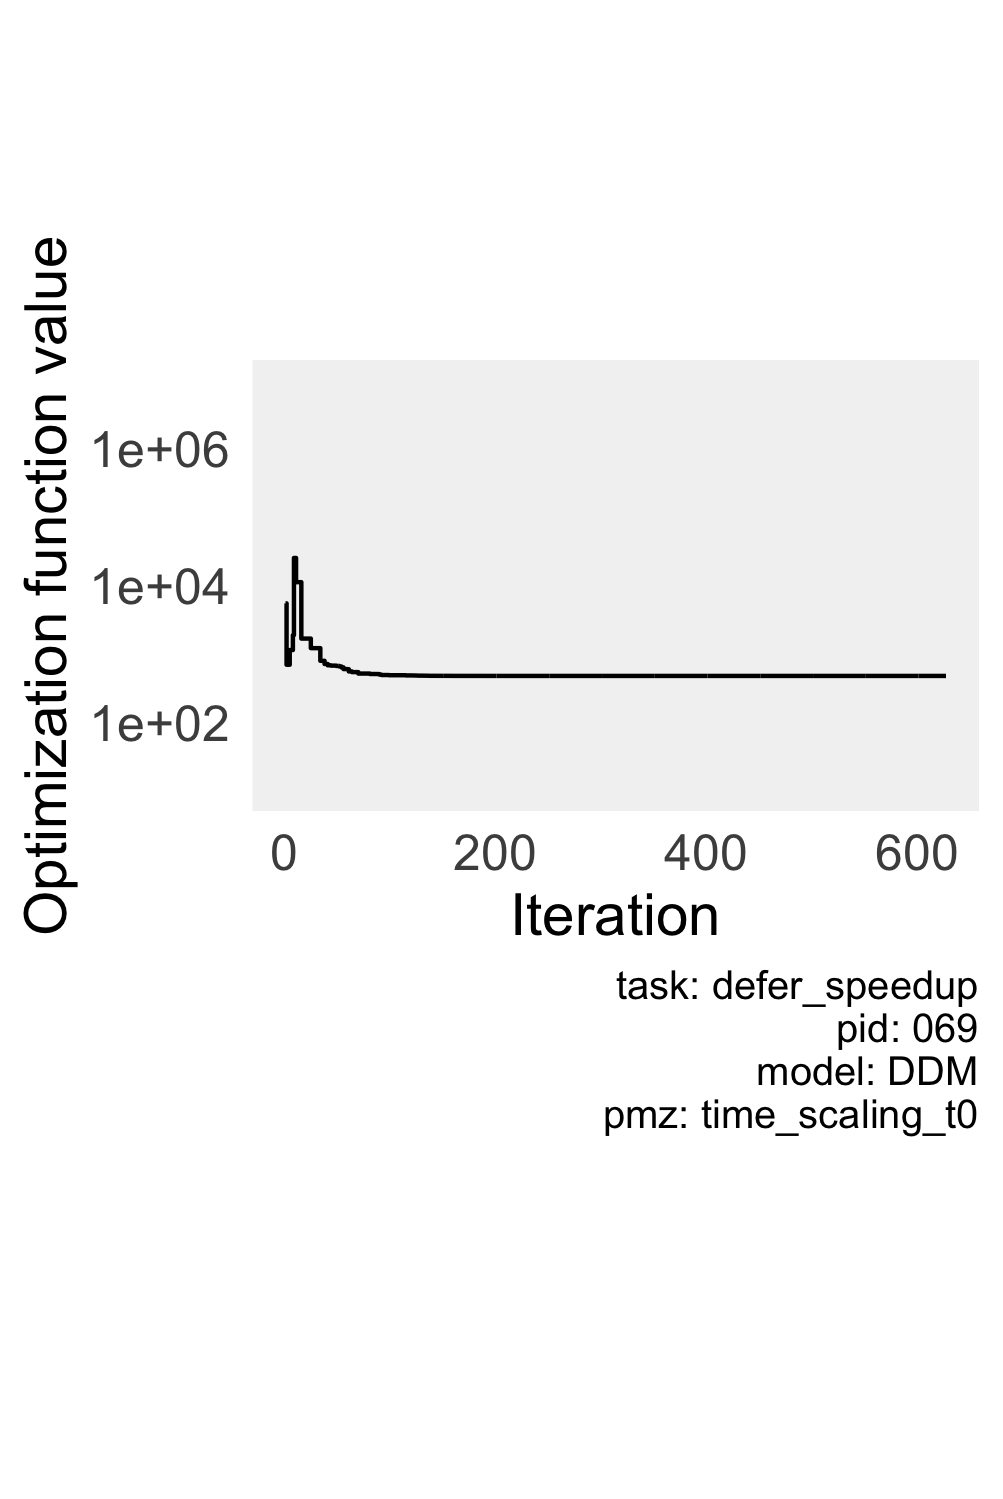 Optimization function value
1e+06
1e+04
1e+02
0 200 400 600
Iteration
task: defer_speedup
pid: 069
model: DDM
pmz: time_scaling_t0